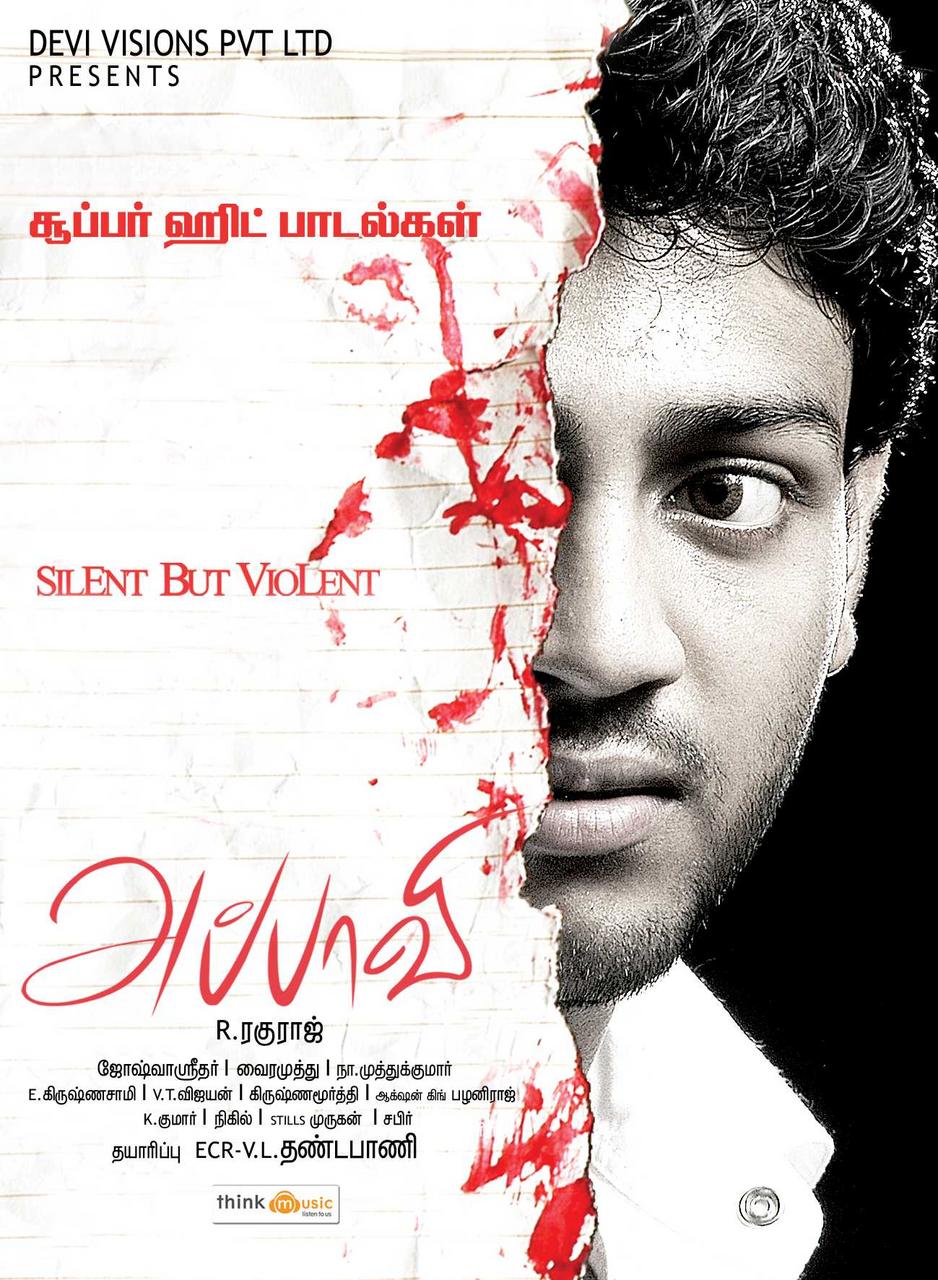 DEVI VISIONS PVT LTD
PRESENTS
சூப்பர் ஹிட் பாடல்கள்
SILENT BUT VIOLENT
அப்பாவி
R.ரகுராஜ்
ஜோஷ்வாஸ்ரீதர் | வைரமுத்து | நா.முத்துக்குமார்
E.கிருஷ்ணசாமி | V.T.விஜயன் | கிருஷ்ணமூர்த்தி | ஆக்ஷன் கிங் பழனிராஜ்
K.குமார் | நிகில் | STILLS முருகன் | சபிர்
தயாரிப்பு ECR-V.L.தண்டபாணி
think music
listen to us